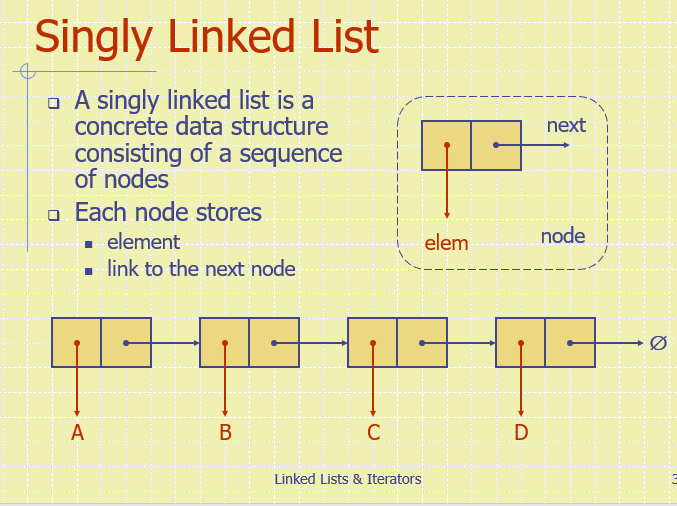 Singly Linked List
A singly linked list is a
concrete data structure
consisting of a sequence
of nodes
Each node stores
element
link to the next node
next
elem
node
Ø
A
B
C
D
Linked Lists & Iterators
3